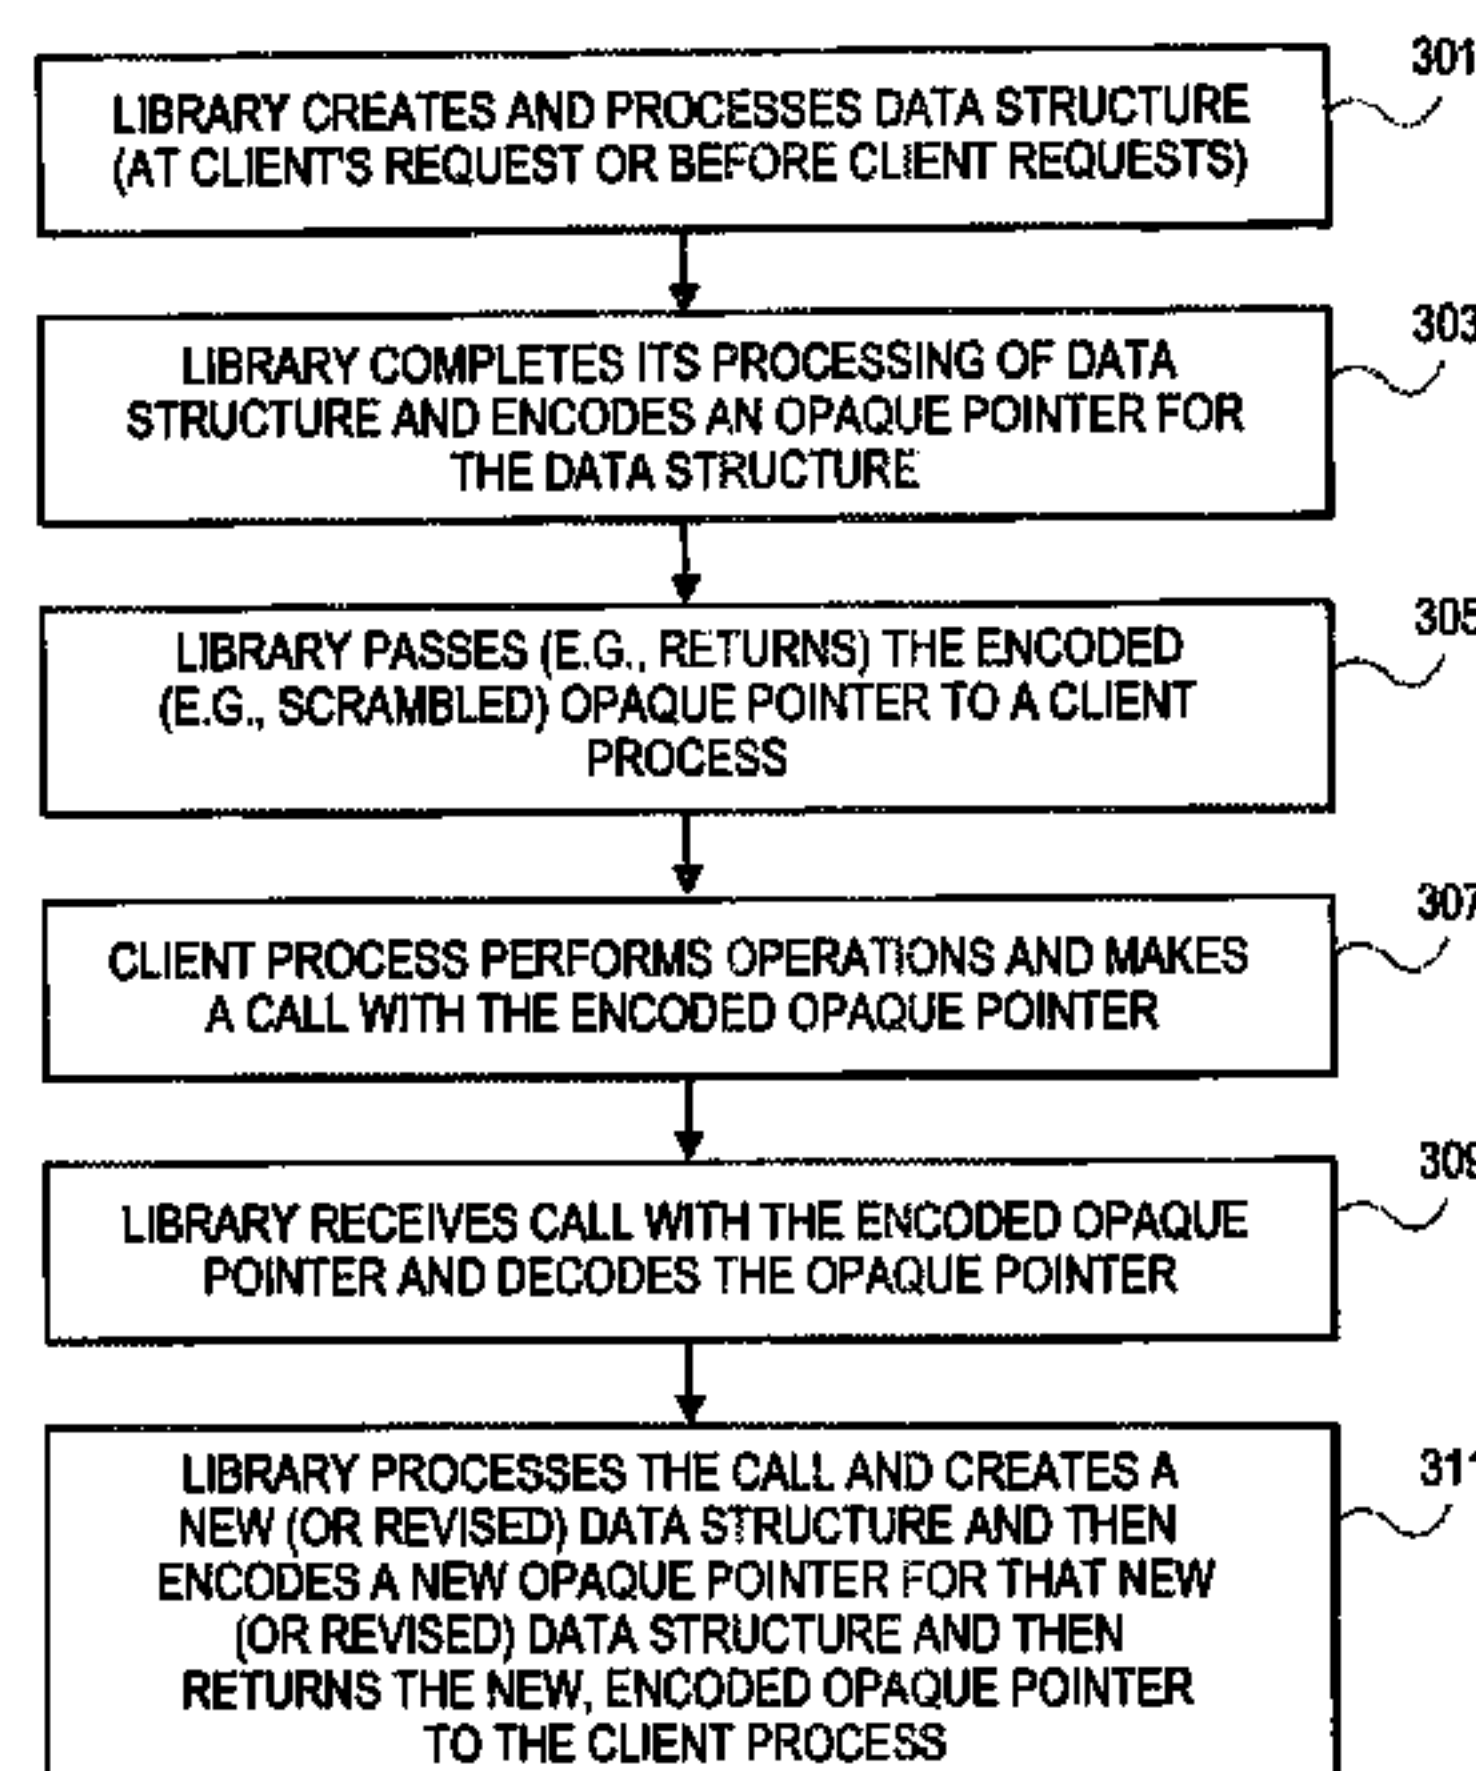 301
LIBRARY CREATES AND PROCESSES DATA STRUCTURE
(AT CLIENT'S REQUEST OR BEFORE CLIENT REQUESTS)
303
LIBRARY COMPLETES ITS PROCESSING OF DATA
STRUCTURE AND ENCODES AN OPAQUE POINTER FOR
THE DATA STRUCTURE
305
LIBRARY PASSES (E.G., RETURNS) THE ENCODED
(E.G., SCRAMBLED) OPAQUE POINTER TO A CLIENT
PROCESS
307
CLIENT PROCESS PERFORMS OPERATIONS AND MAKES
A CALL WITH THE ENCODED OPAQUE POINTER
309
LIBRARY RECEIVES CALL WITH THE ENCODED OPAQUE
POINTER AND DECODES THE OPAQUE POINTER
311
LIBRARY PROCESSES THE CALL AND CREATES A
NEW (OR REVISED) DATA STRUCTURE AND THEN
ENCODES A NEW OPAQUE POINTER FOR THAT NEW
(OR REVISED) DATA STRUCTURE AND THEN
RETURNS THE NEW, ENCODED OPAQUE POINTER
TO THE CLIENT PROCESS